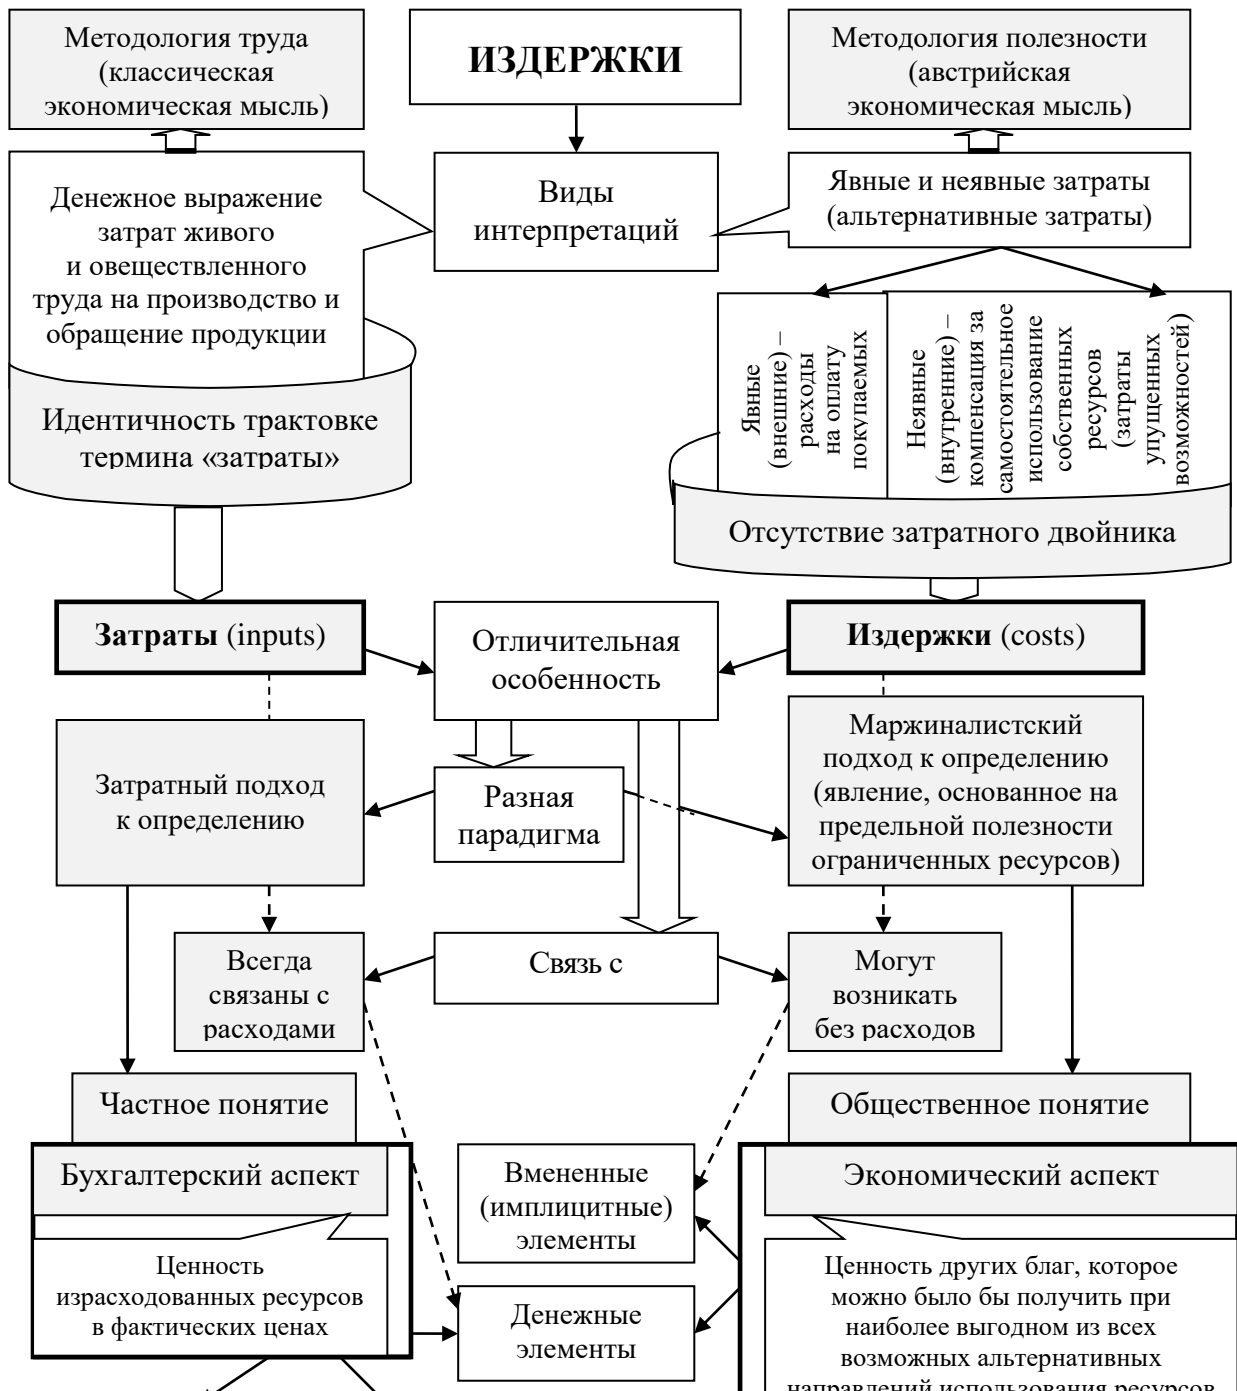 Методология труда
(классическая
экономическая мысль)
ИЗДЕРЖКИ
Методология полезности
(австрийская
экономическая мысль)
Денежное выражение
затрат живого
и овеществленного
труда на производство и
обращение продукции
Виды
интерпретаций
Явные и неявные затраты
(альтернативные затраты)
Явные
(внешние) –
расходы
на оплату
покупаемых
Неявные
(внутренние) –
компенсация за
самостоятельное
использование
собственных
ресурсов
(затраты
упущенных
возможностей)
Идентичность трактовке
термина «затраты»
Отсутствие затратного двойника
Затраты (inputs)
Отличительная
особенность
Издержки (costs)
Затратный подход
к определению
Разная
парадигма
Маржиналистский
подход к определению
(явление, основанное на
предельной полезности
ограниченных ресурсов)
Всегда
связаны с
расходами
Связь с
Могут
возникать
без расходов
Частное понятие
Общественное понятие
Бухгалтерский аспект
Вмененные
(имплицитные)
элементы
Экономический аспект
Ценность
израсходованных ресурсов
в фактических ценах
Денежные
элементы
Ценность других благ, которое
можно было бы получить при
наиболее выгодном из всех
возможных альтернативных
направлений использования ресурсов